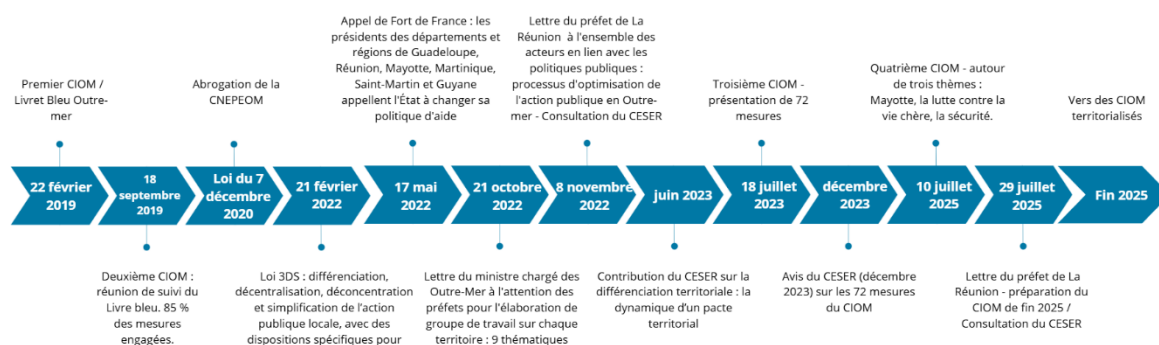 Premier CIOM /
Livret Bleu Outre-
mer
22 février
2019
18
septembre
2019
Deuxième CIOM :
réunion de suivi du
Livre bleu. 85 %
des mesures
engagées.
Abrogation de la
CNEPEOM
Loi du 7
décembre
2020
21 février
2022
Loi 3DS : différenciation,
décentralisation, déconcentration
et simplification de l'action
publique locale, avec des
dispositions spécifiques pour
Appel de Fort de France : les
présidents des départements et
régions de Guadeloupe,
Réunion, Mayotte, Martinique,
Saint-Martin et Guyane
appellent l'État à changer sa
politique d'aide
17 mai
2022
21 octobre
2022
Lettre du ministre chargé des
Outre-Mer à l'attention des
préfets pour l'élaboration de
groupe de travail sur chaque
territoire : 9 thématiques
Lettre du préfet de La
Réunion à l'ensemble des
acteurs en lien avec les
politiques publiques :
processus d'optimisation de
l'action publique en Outre-
mer - Consultation du CESER
8 novembre
2022
juin 2023
Contribution du CESER sur la
différenciation territoriale : la
dynamique d'un pacte
territorial
Troisième CIOM -
présentation de 72
mesures
18 juillet
2023
décembre
2023
Avis du CESER (décembre
2023) sur les 72 mesures
du CIOM
Quatrième CIOM - autour
de trois thèmes :
Mayotte, la lutte contre la
vie chère, la sécurité.
10 juillet
2025
29 juillet
2025
Lettre du préfet de La
Réunion - préparation du
CIOM de fin 2025 /
Consultation du CESER
Vers des CIOM
territorialisés
Fin 2025